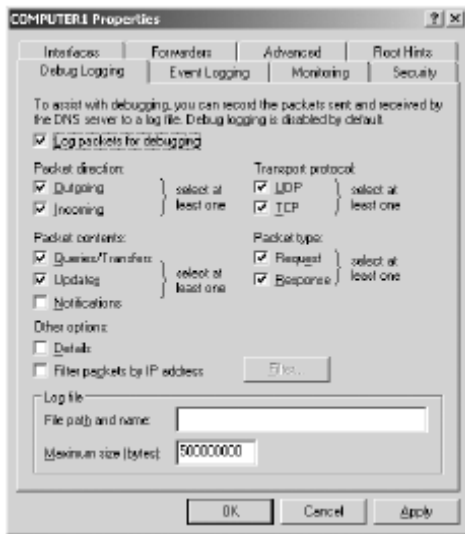 COMPUTER1 Properties
Interfaces Forwarders Advanced Root Hints
Debug Logging Event Logging Monitoring Security
To assist with debugging, you can record the packets sent and received by
the DNS server to a log file. Debug logging is disabled by default.
Log packets for debugging
Packet direction: Transport protocol:
Outgoing UDP
select at least one
Incoming TCP
select at least one
Packet contents: Packet type:
Queries/Transfers Request
select at least one
Updates Response
select at least one
Notifications
Other options:
Details
Filter packets by IP address Filter...
Log file
File path and name:
Maximum size (bytes): 500000000
OK Cancel Apply